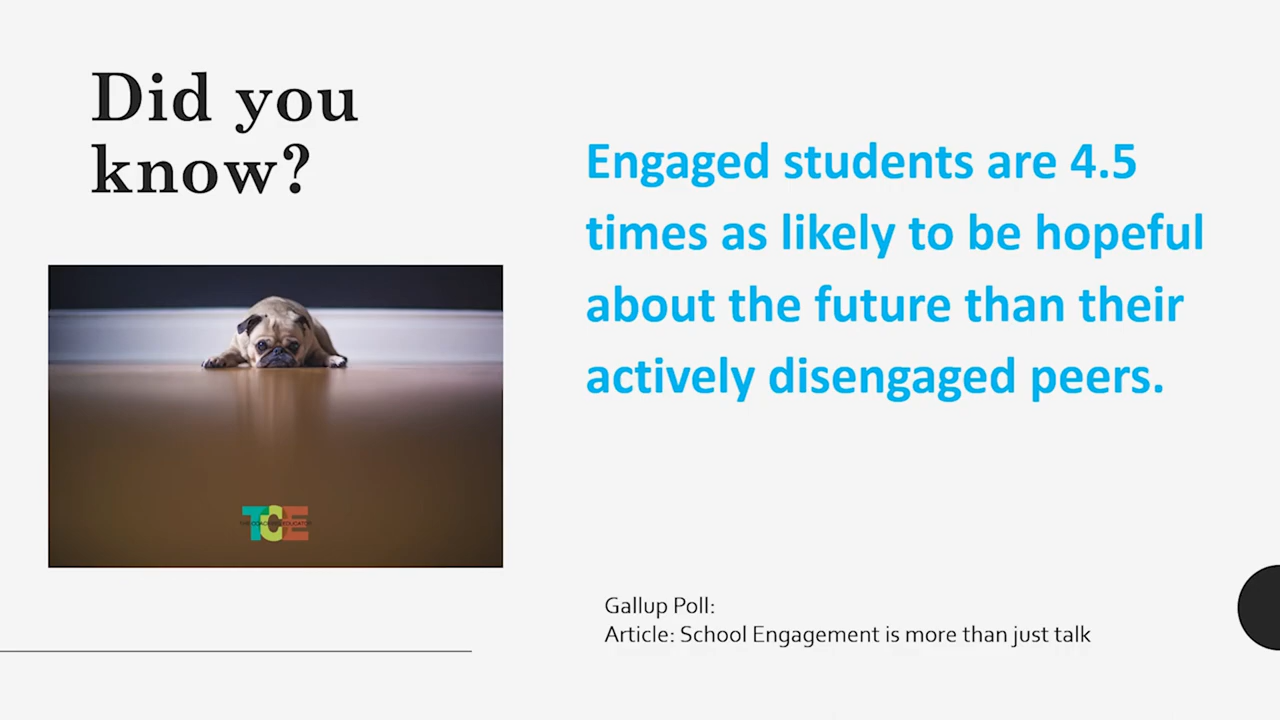 Did you
know?
Engaged students are 4.5
times as likely to be hopeful
about the future than their
actively disengaged peers.
TCE
Gallup Poll:
Article: School Engagement is more than just talk